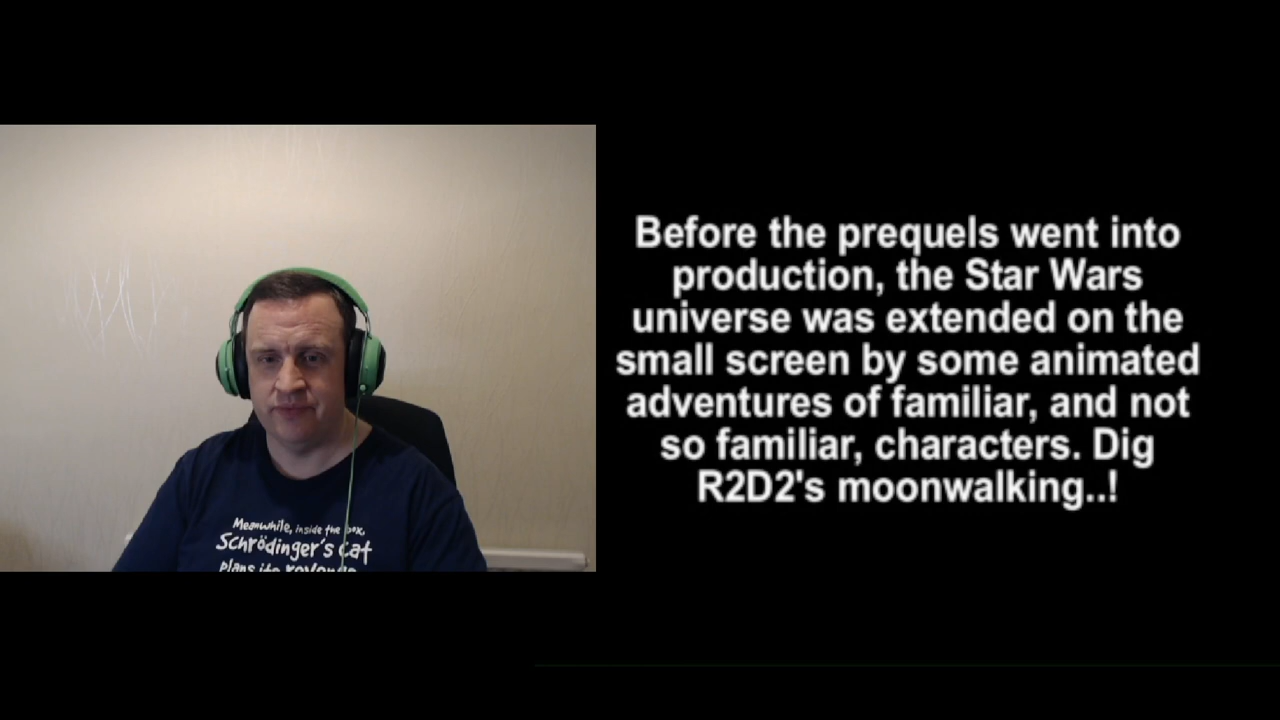 Before the prequels went into
production, the Star Wars
universe was extended on the
small screen by some animated
adventures of familiar, and not
so familiar, characters. Dig
R2D2's moonwalking..!
Meanwhile, inside the box,
Schrödinger's cat
plans its revenge